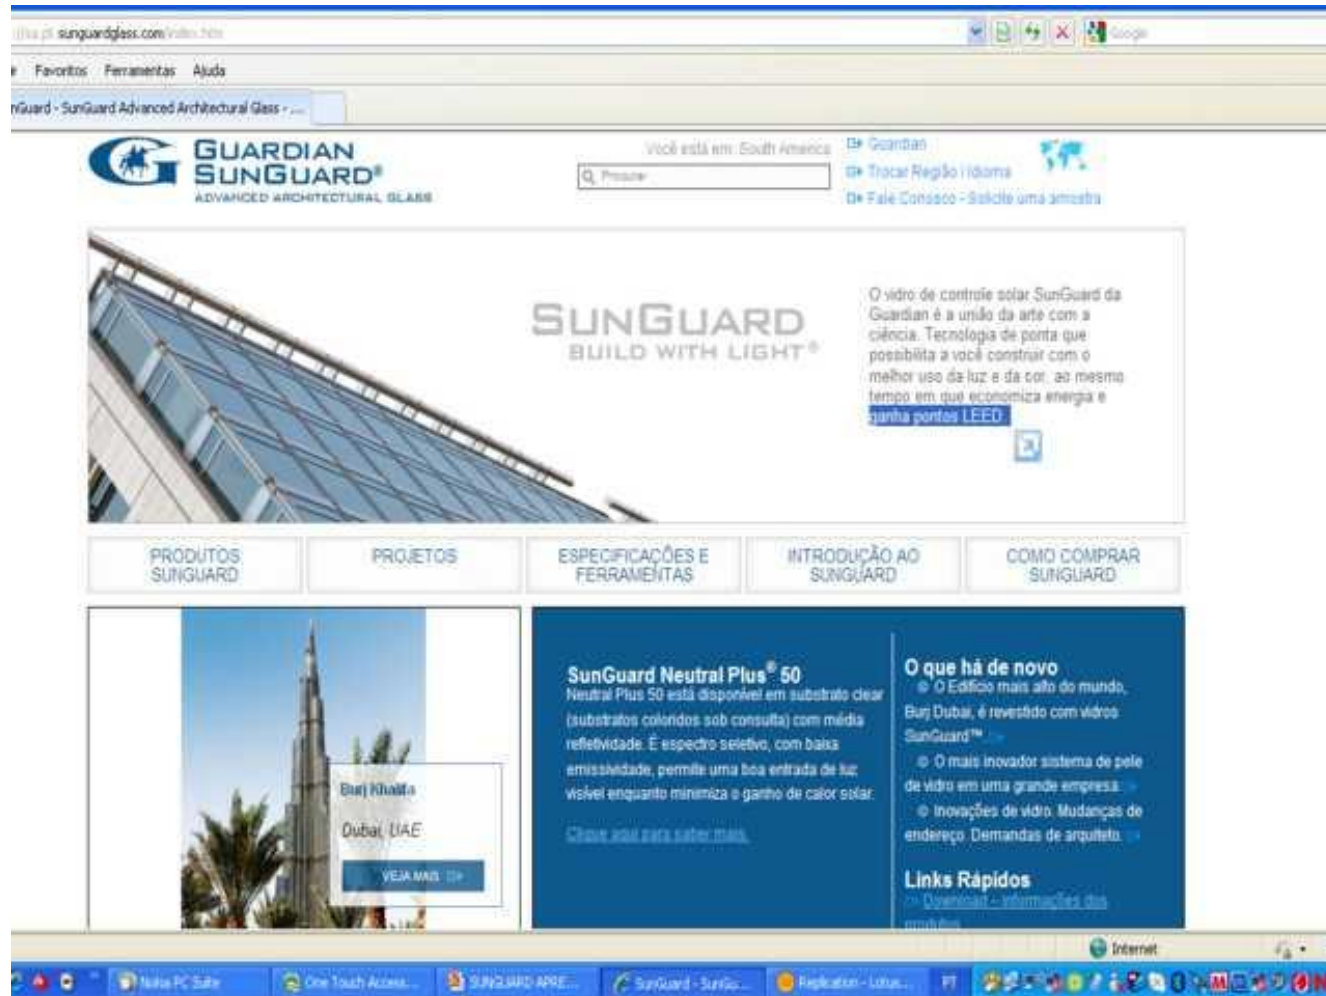 sunguardglass.com/index.htm
Favoritos Ferramentas Ajuda
Guard - SunGuard Advanced Architectural Glass - ...
Google
GUARDIAN
SUNGUARD®
ADVANCED ARCHITECTURAL GLASS
Você está em: South America
Procurar
Guardian
Trocar Região / Idioma
Fale Conosco - Solicite uma amostra
SUNGUARD
BUILD WITH LIGHT®
O vidro de controle solar SunGuard da
Guardian é a união da arte com a
ciência. Tecnologia de ponta que
possibilita a você construir com o
melhor uso da luz e da cor, ao mesmo
tempo em que economiza energia e
ganha pontos LEED.
PRODUTOS
SUNGUARD
PROJETOS
ESPECIFICAÇÕES E
FERRAMENTAS
INTRODUÇÃO AO
SUNGUARD
COMO COMPRAR
SUNGUARD
Burj Khalifa
Dubai, UAE
VEJA MAIS
SunGuard Neutral Plus® 50
Neutral Plus 50 está disponível em substrato clear
(substratos coloridos sob consulta) com média
refletividade. E espectro seletivo, com baixa
emissividade, permite uma boa entrada de luz
visível enquanto minimiza o ganho de calor solar.
Clique aqui para saber mais.
O que há de novo
O Edifício mais alto do mundo,
Burj Dubai, é revestido com vidros
SunGuard™
O mais inovador sistema de pele
de vidro em uma grande empresa.
Inovações de vidro. Mudanças de
endereço. Demandas de arquiteto.
Links Rápidos
Download - informações dos
produtos
Internet
Nokia PC Suite
One Touch Access...
SUNGUARD APRE...
SunGuard - SunGu...
Replication - Lotus...
PT